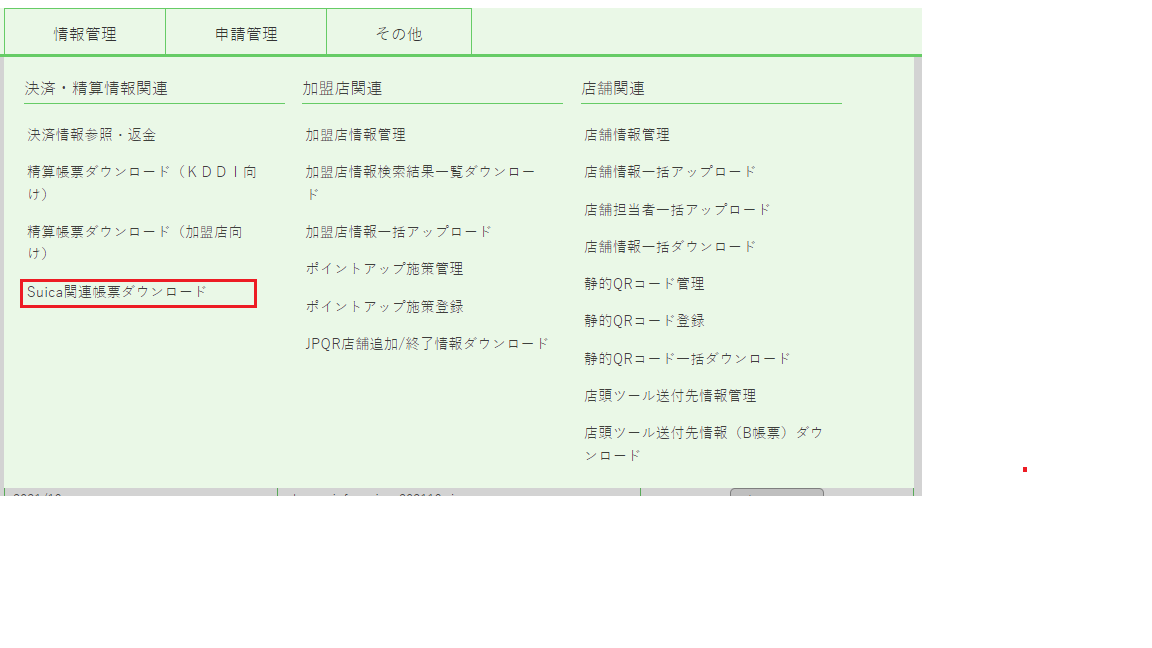 情報管理
申請管理
その他
決済・精算情報関連
決済情報参照・返金
精算帳票ダウンロード（ＫＤＤＩ向
け）
精算帳票ダウンロード（加盟店向
け）
Suica関連帳票ダウンロード
加盟店関連
加盟店情報管理
加盟店情報検索結果一覧ダウンロー
ド
加盟店情報一括アップロード
ポイントアップ施策管理
ポイントアップ施策登録
JPQR店舗追加/終了情報ダウンロード
店舗関連
店舗情報管理
店舗情報一括アップロード
店舗担当者一括アップロード
店舗情報一括ダウンロード
静的QRコード管理
静的QRコード登録
静的QRコード一括ダウンロード
店頭ツール送付先情報管理
店頭ツール送付先情報（B帳票）ダウ
ンロード